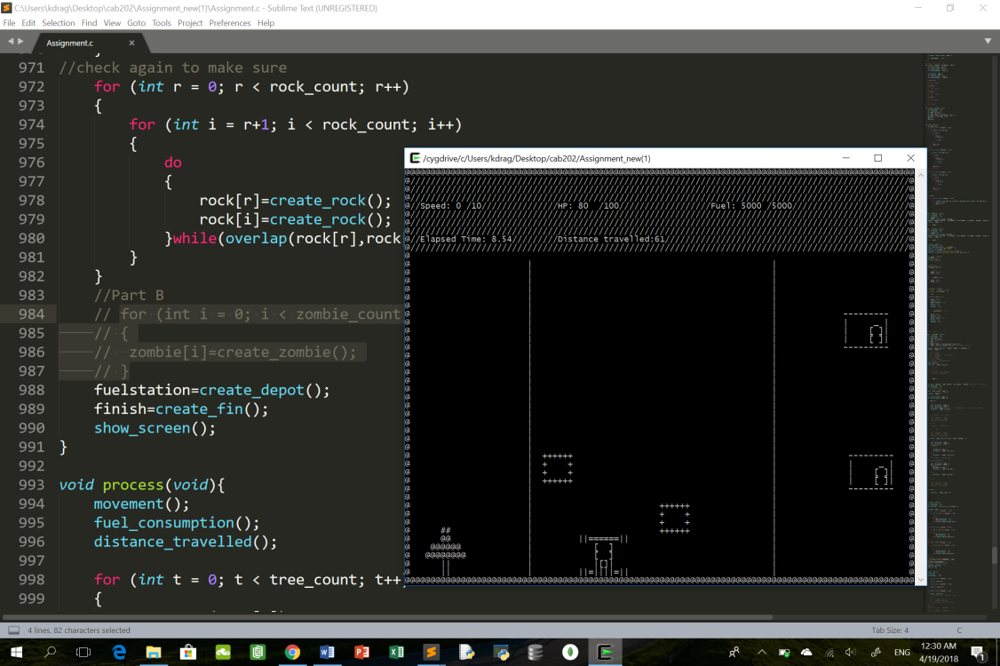 C:\Users\kdrag\Desktop\cab202\Assignment_new(1)\Assignment.c - Sublime Text (UNREGISTERED)
File Edit Selection Find View Goto Tools Project Preferences Help
Assignment.c
971 //check again to make sure
972 for (int r = 0; r < rock_count; r++)
973 {
974 for (int i = r+1; i < rock_count; i++)
975 {
976 do
977 {
978 rock[r]=create_rock();
979 rock[i]=create_rock();
980 }while(overlap(rock[r],rock
981 }
982 }
983 //Part B
984 // for (int i = 0; i < zombie_count
985 // {
986 // zombie[i]=create_zombie();
987 // }
988 fuelstation=create_depot();
989 finish=create_fin();
990 show_screen();
991 }
992
993 void process(void){
994 movement();
995 fuel_consumption();
996 distance_travelled();
997
998 for (int t = 0; t < tree_count; t++
999 {
/cygdrive/c/Users/kdrag/Desktop/cab202/Assignment_new(1)
Speed: 0 /10 HP: 80 /100 Fuel: 5000 /5000
Elapsed Time: 8.54 Distance travelled:61
4 lines, 82 characters selected
Tab Size: 4
C
ENG
12:30 AM
4/19/2018